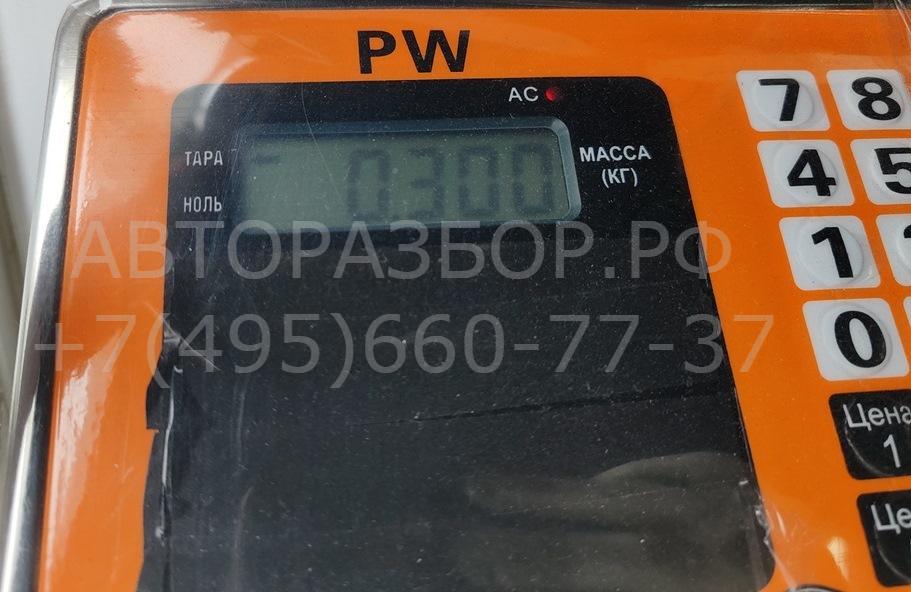 PW
AC
ТАРА
НОЛЬ
0.300
МАССА
(КГ)
7 8
4 5
1
0
Цена
1
АВТОРАЗБОР.РФ
+7(495)660-77-37